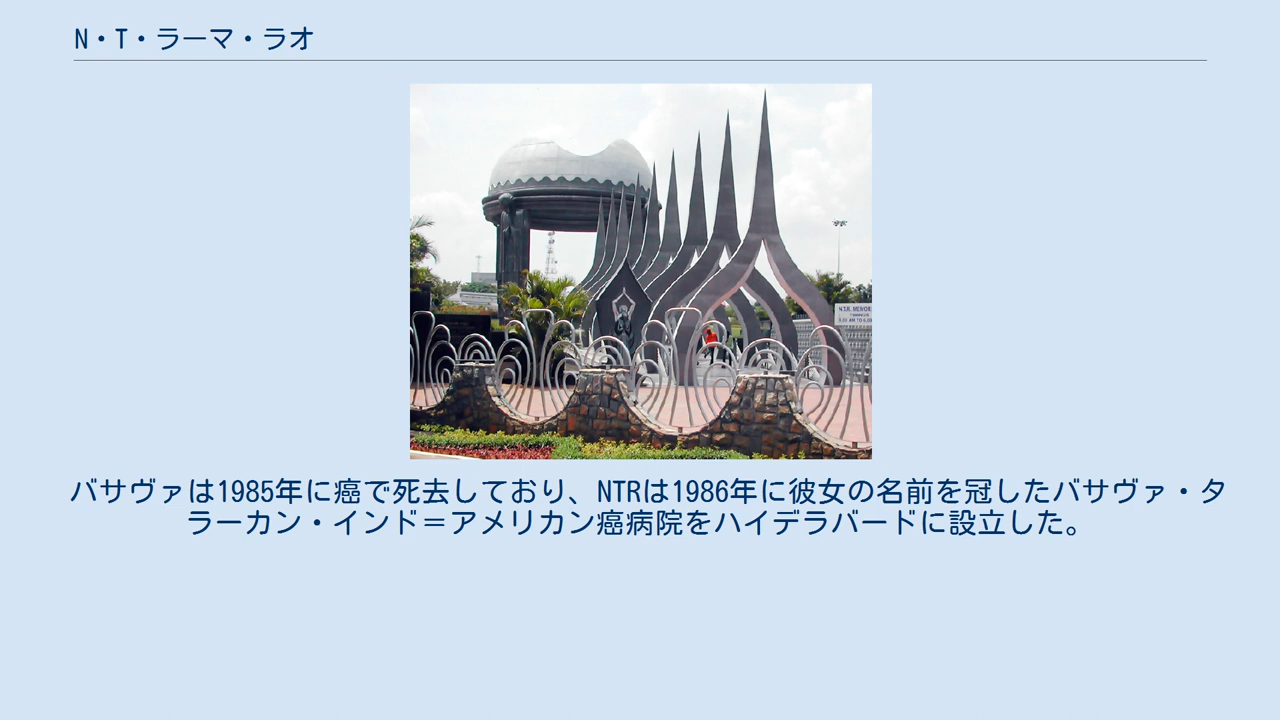 N・T・ラーマ・ラオ
N.T.R. MEMOR
バサヴァは1985年に癌で死去しており、NTRは1986年に彼女の名前を冠したバサヴァ・タ
ラーカン・インド＝アメリカン癌病院をハイデラバードに設立した。